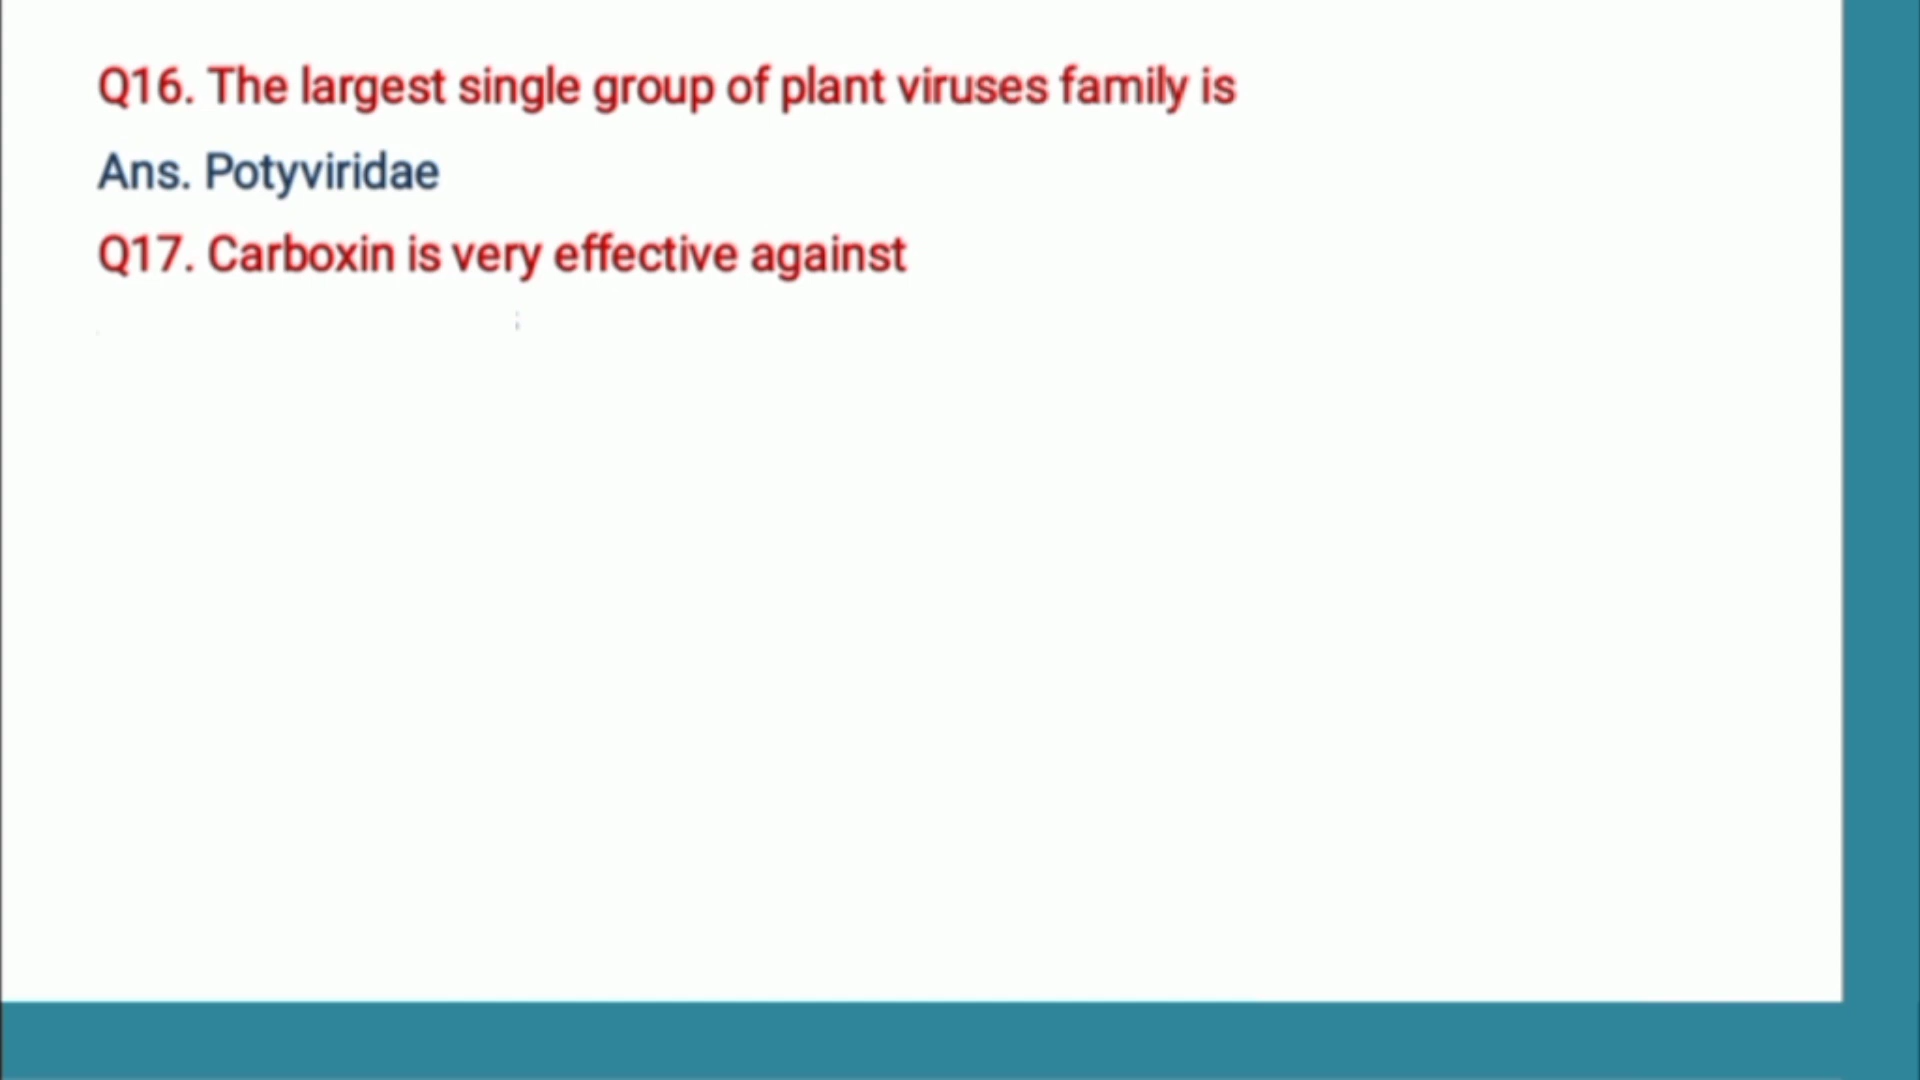 Q16. The largest single group of plant viruses family is
Ans. Potyviridae
Q17. Carboxin is very effective against